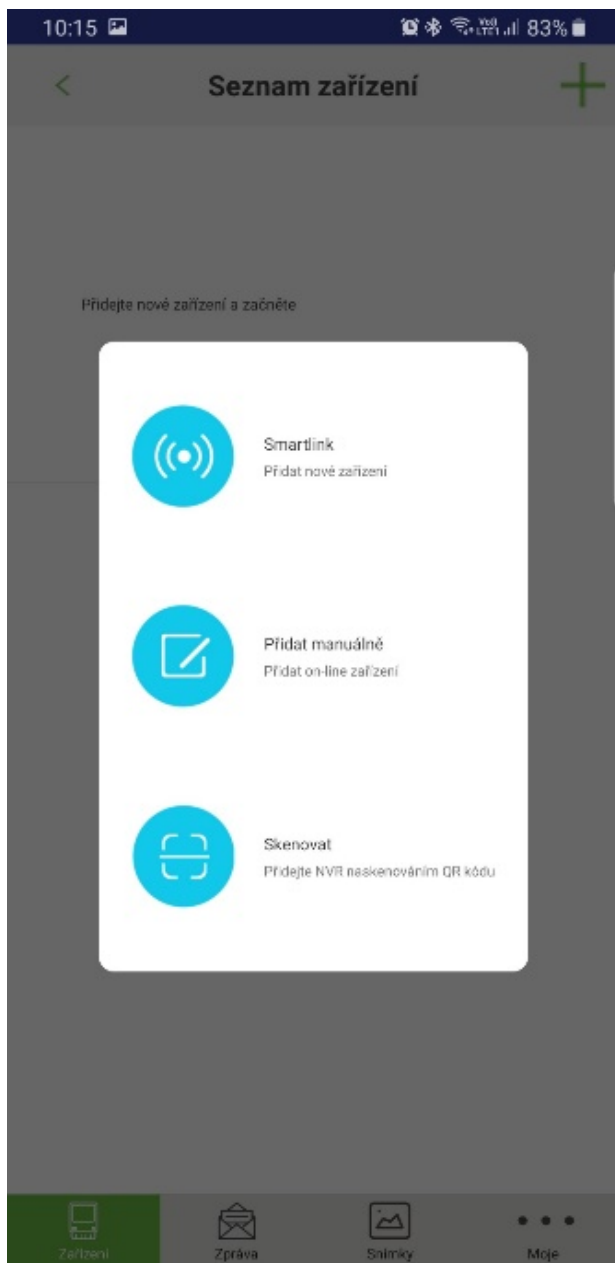 10:15
83%
Seznam zařízení
Přidejte nové zařízení a začněte
Smartlink
Přidat nové zařízení
Přidat manuálně
Přidat on-line zařízení
Skenovat
Přidejte NVR naskenováním QR kódu
Zařízení
Zpráva
Snímky
Moje